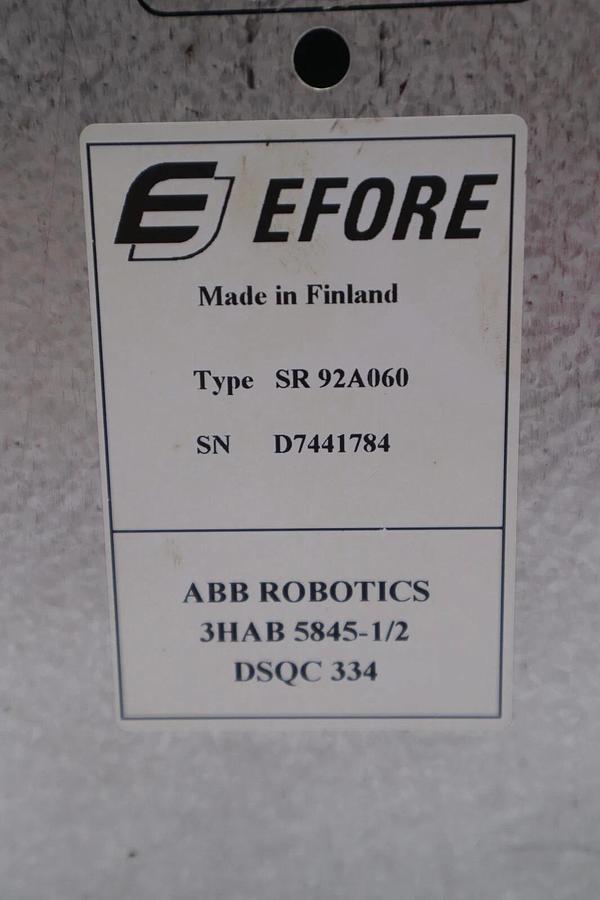 EFORE
Made in Finland
Type SR 92A060
SN D7441784
ABB ROBOTICS
3HAB 5845-1/2
DSQC 334